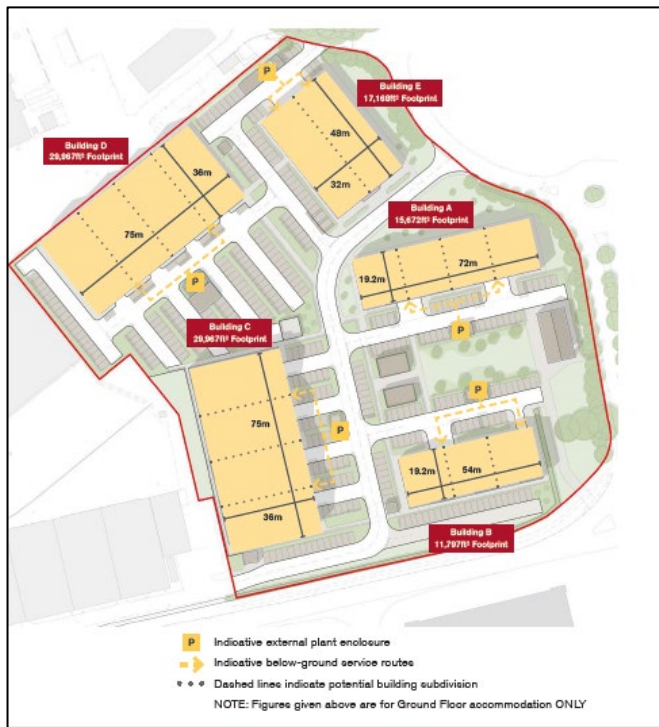 P
Building E
17,168ft² Footprint
48m
32m
Building D
29,967ft² Footprint
36m
75m
P
Building A
15,672ft² Footprint
19.2m
72m
P
Building C
29,967ft² Footprint
75m
36m
P
P
19.2m
54m
Building B
11,797ft² Footprint
P Indicative external plant enclosure
Indicative below-ground service routes
Dashed lines indicate potential building subdivision
NOTE: Figures given above are for Ground Floor accommodation ONLY